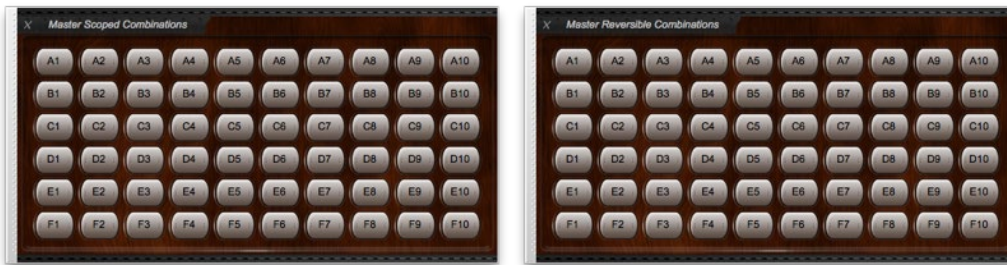 X Master Scoped Combinations
A1 A2 A3 A4 A5 A6 A7 A8 A9 A10
B1 B2 B3 B4 B5 B6 B7 B8 B9 B10
C1 C2 C3 C4 C5 C6 C7 C8 C9 C10
D1 D2 D3 D4 D5 D6 D7 D8 D9 D10
E1 E2 E3 E4 E5 E6 E7 E8 E9 E10
F1 F2 F3 F4 F5 F6 F7 F8 F9 F10
X Master Reversible Combinations
A1 A2 A3 A4 A5 A6 A7 A8 A9 A10
B1 B2 B3 B4 B5 B6 B7 B8 B9 B10
C1 C2 C3 C4 C5 C6 C7 C8 C9 C10
D1 D2 D3 D4 D5 D6 D7 D8 D9 D10
E1 E2 E3 E4 E5 E6 E7 E8 E9 E10
F1 F2 F3 F4 F5 F6 F7 F8 F9 F10